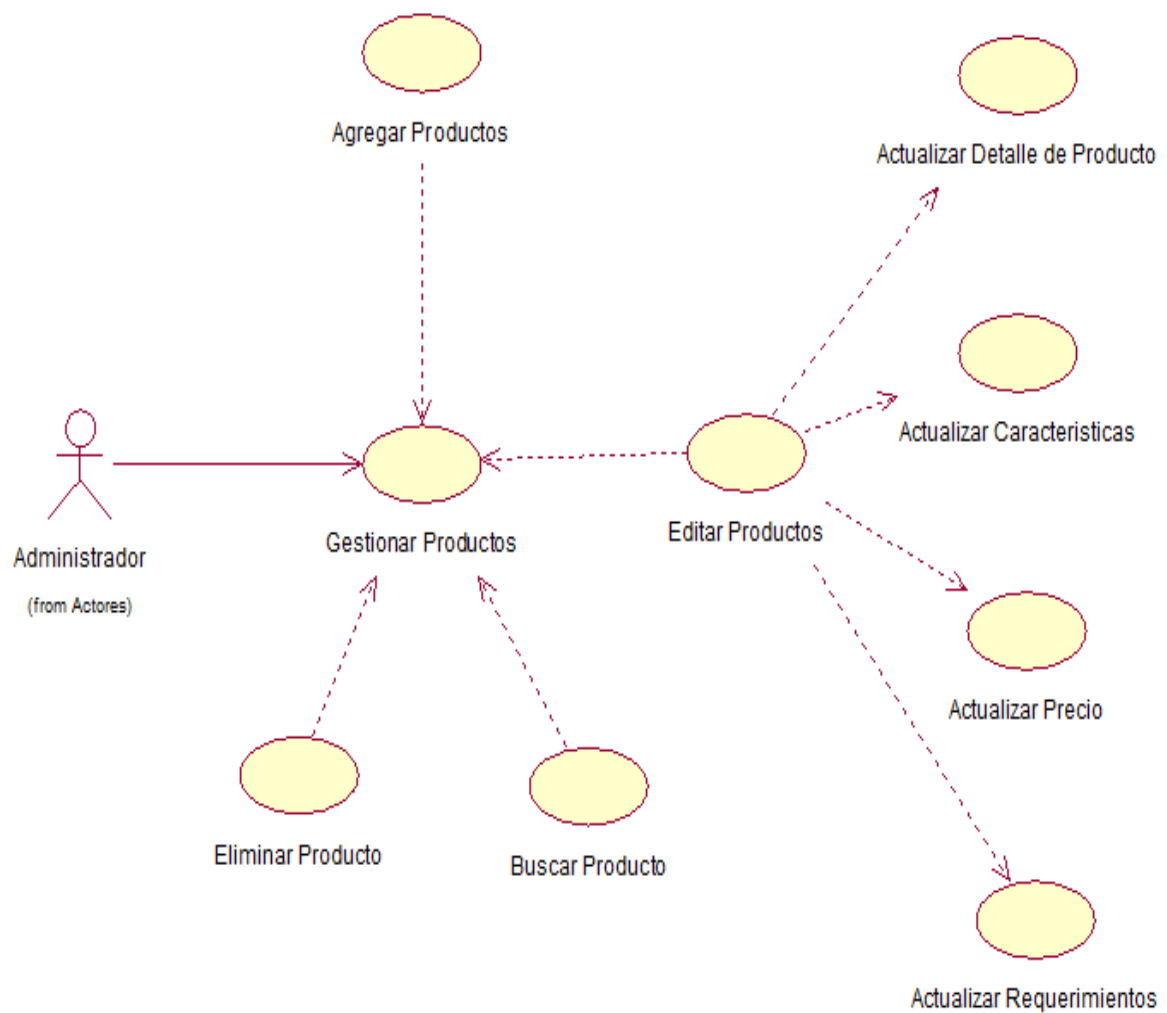 Agregar Productos
Actualizar Detalle de Producto
Actualizar Caracteristicas
Editar Productos
Gestionar Productos
Administrador
(from Actores)
Actualizar Precio
Eliminar Producto
Buscar Producto
Actualizar Requerimientos